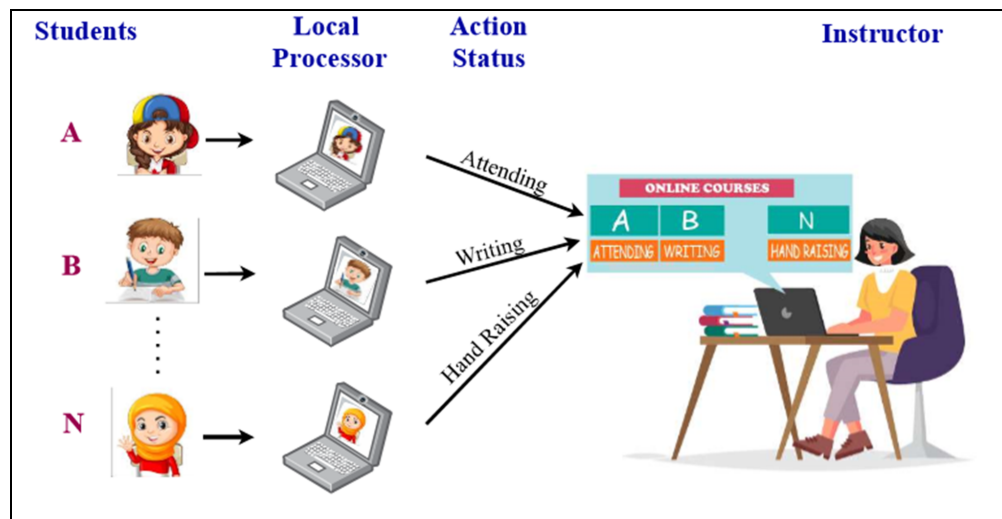 Students
Local
Processor
Action
Status
Instructor
A
Attending
ONLINE COURSES
A B N
ATTENDING WRITING HAND RAISING
B
Writing
Hand Raising
N